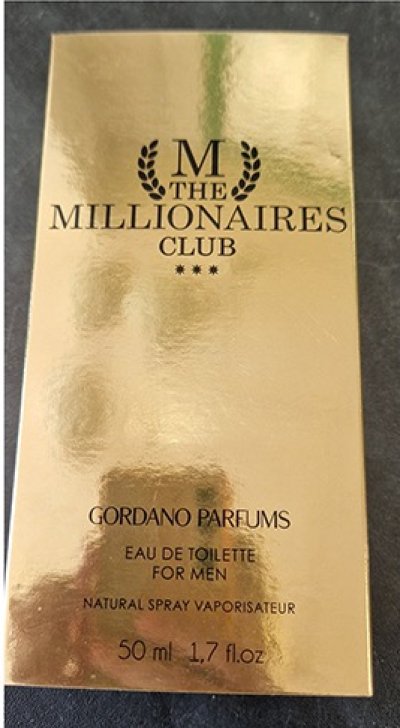 M
THE
MILLIONAIRES
CLUB
***
GORDANO PARFUMS
EAU DE TOILETTE
FOR MEN
NATURAL SPRAY VAPORISATEUR
50 ml 1,7 fl.oz